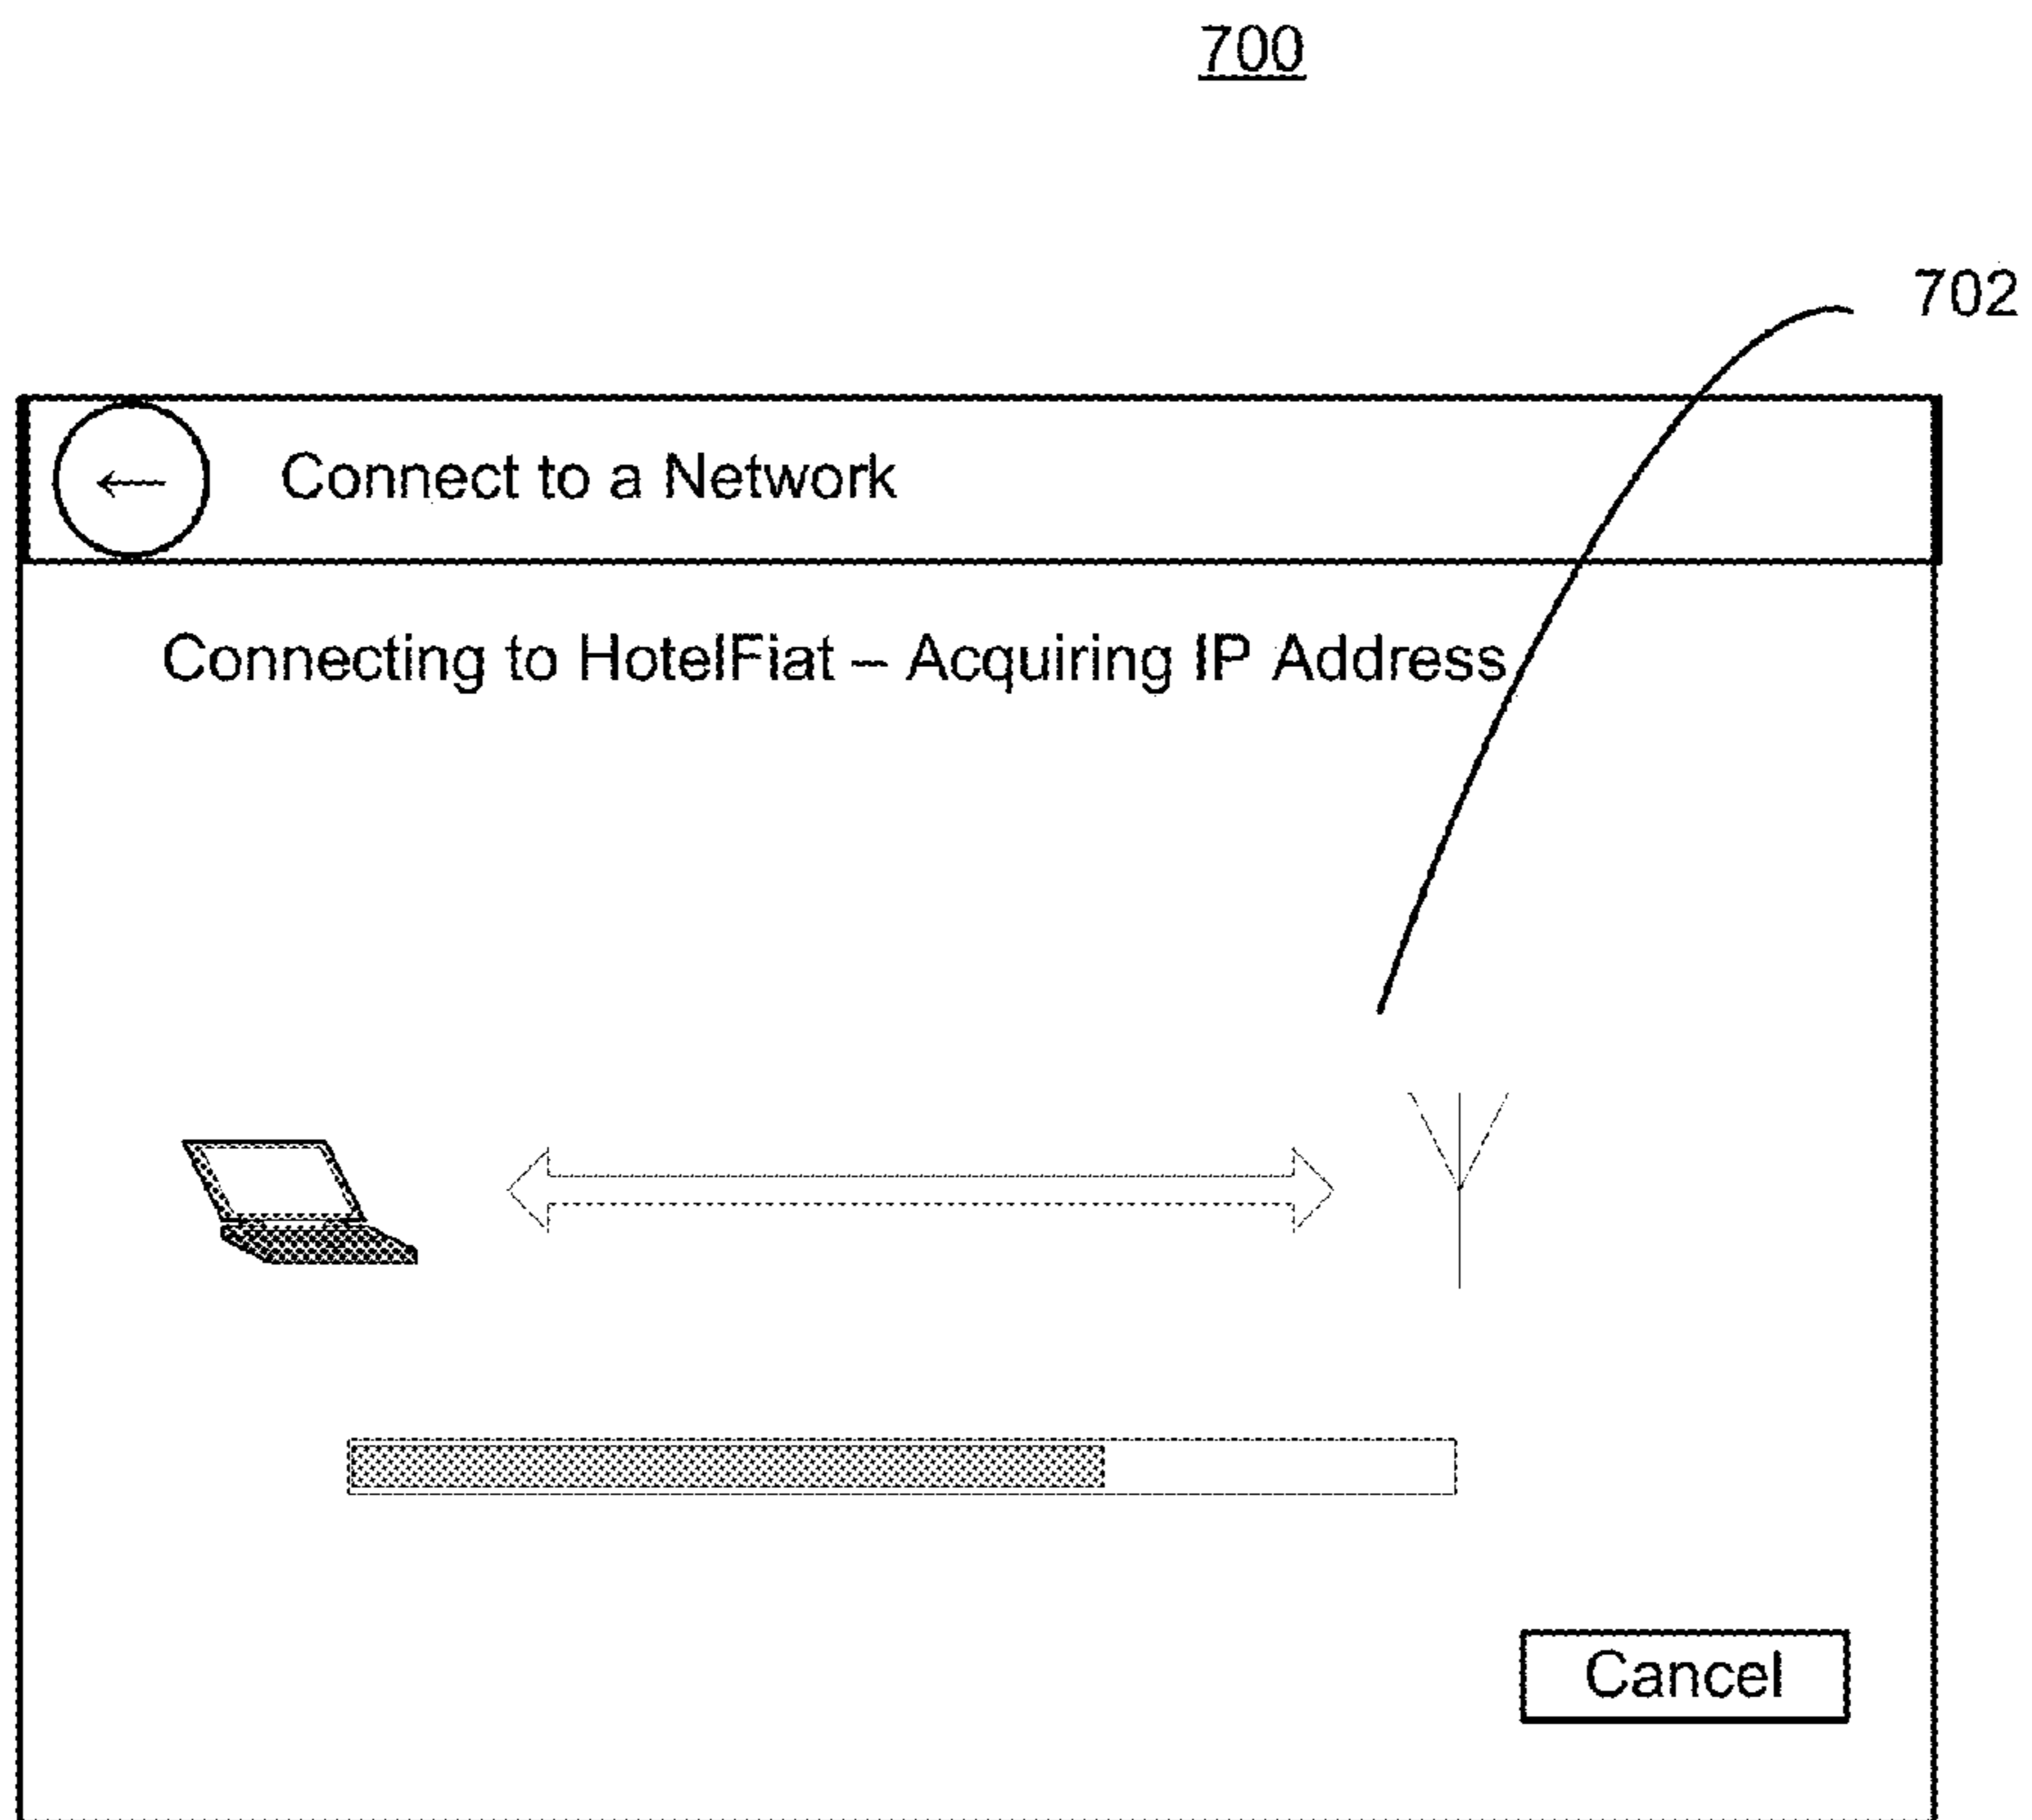 700
702
← Connect to a Network
Connecting to HotelFiat – Acquiring IP Address
Cancel